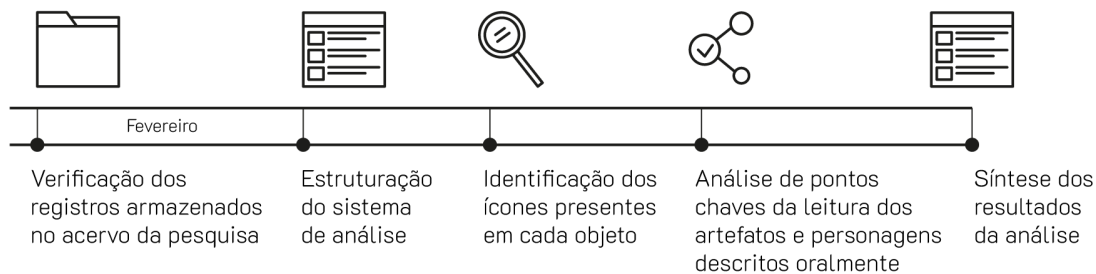 Fevereiro
Verificação dos
registros armazenados
no acervo da pesquisa
Estruturação
do sistema
de análise
Identificação dos
ícones presentes
em cada objeto
Análise de pontos
chaves da leitura dos
artefatos e personagens
descritos oralmente
Síntese dos
resultados
da análise